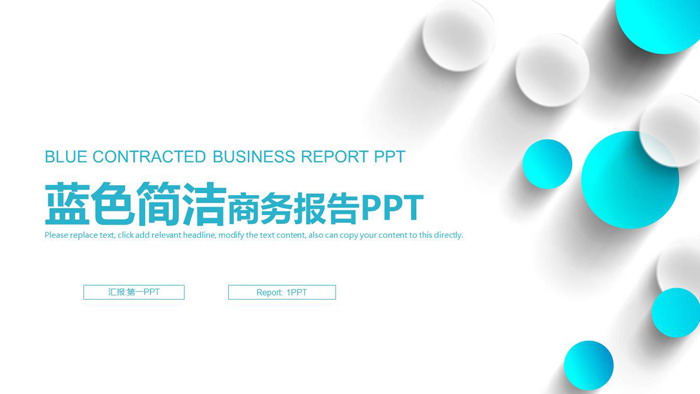 BLUE CONTRACTED BUSINESS REPORT PPT
蓝色简洁商务报告PPT
Please replace text, click add relevant headline, modify the text content, also can copy your content to this directly.
汇报:第一PPT
Report: 1PPT